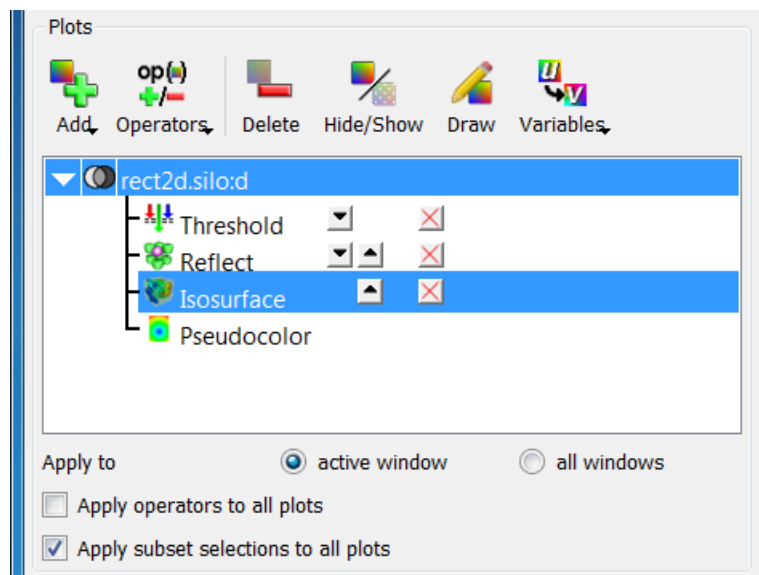 Plots
op( )
+/-
u
v
Add Operators Delete Hide/Show Draw Variables
rect2d.silo:d
Threshold
Reflect
Isosurface
Pseudocolor
Apply to active window all windows
Apply operators to all plots
Apply subset selections to all plots